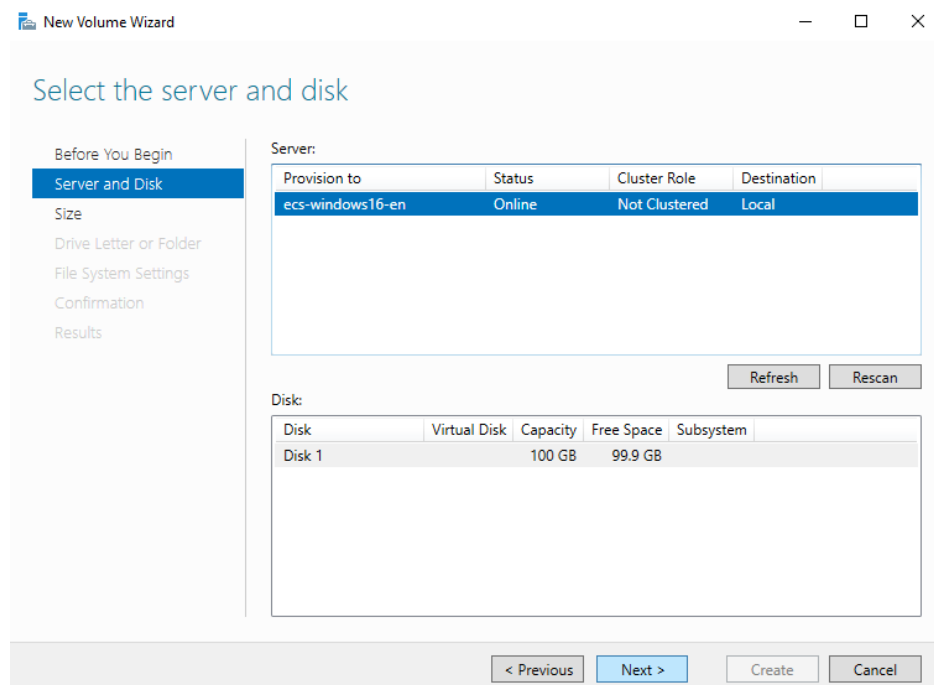 New Volume Wizard
Select the server and disk
Before You Begin
Server and Disk
Size
Drive Letter or Folder
File System Settings
Confirmation
Results
Server:
Provision to Status Cluster Role Destination
ecs-windows16-en Online Not Clustered Local
Refresh Rescan
Disk:
Disk Virtual Disk Capacity Free Space Subsystem
Disk 1 100 GB 99.9 GB
< Previous Next > Create Cancel